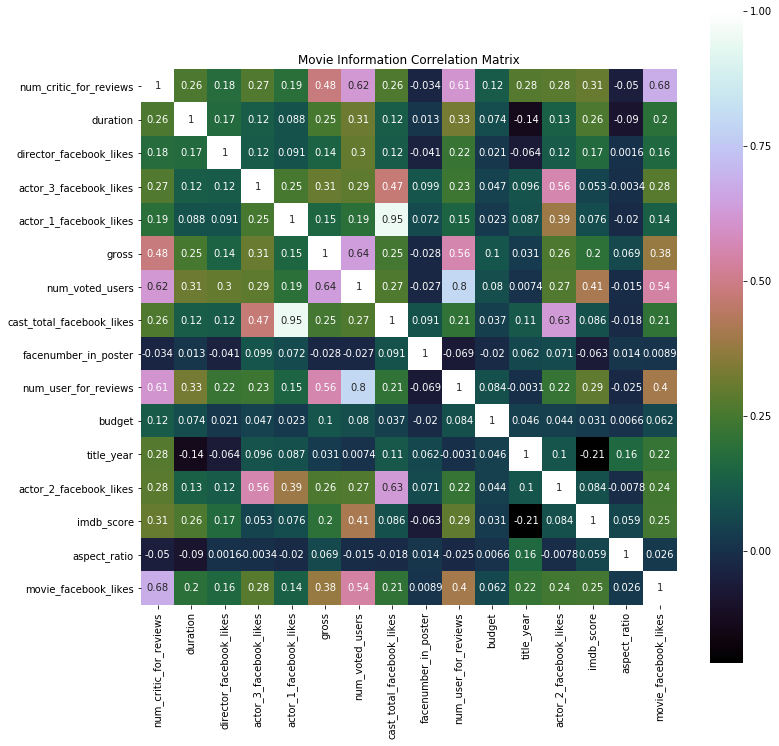 Movie Information Correlation Matrix
1.00
num_critic_for_reviews 1 0.26 0.18 0.27 0.19 0.48 0.62 0.26 -0.034 0.61 0.12 0.28 0.28 0.31 -0.05 0.68
duration 0.26 1 0.17 0.12 0.088 0.25 0.31 0.12 0.013 0.33 0.074 -0.14 0.13 0.26 -0.09 0.2
director_facebook_likes 0.18 0.17 1 0.12 0.091 0.14 0.3 0.12 -0.041 0.22 0.021 -0.064 0.12 0.17 0.0016 0.16
0.75
actor_3_facebook_likes 0.27 0.12 0.12 1 0.25 0.31 0.29 0.47 0.099 0.23 0.047 0.096 0.56 0.053 -0.0034 0.28
actor_1_facebook_likes 0.19 0.088 0.091 0.25 1 0.15 0.19 0.95 0.072 0.15 0.023 0.087 0.39 0.076 -0.02 0.14
gross 0.48 0.25 0.14 0.31 0.15 1 0.64 0.25 -0.028 0.56 0.1 0.031 0.26 0.2 0.069 0.38
0.50
num_voted_users 0.62 0.31 0.3 0.29 0.19 0.64 1 0.27 -0.027 0.8 0.08 0.0074 0.27 0.41 -0.015 0.54
cast_total_facebook_likes 0.26 0.12 0.12 0.47 0.95 0.25 0.27 1 0.091 0.21 0.037 0.11 0.63 0.086 -0.018 0.21
facenumber_in_poster -0.034 0.013 -0.041 0.099 0.072 -0.028 -0.027 0.091 1 -0.069 -0.02 0.062 0.071 -0.063 0.014 0.0089
num_user_for_reviews 0.61 0.33 0.22 0.23 0.15 0.56 0.8 0.21 -0.069 1 0.084 -0.0031 0.22 0.29 -0.025 0.4
0.25
budget 0.12 0.074 0.021 0.047 0.023 0.1 0.08 0.037 -0.02 0.084 1 0.046 0.044 0.031 0.0066 0.062
title_year 0.28 -0.14 -0.064 0.096 0.087 0.031 0.0074 0.11 0.062 -0.0031 0.046 1 0.1 -0.21 0.16 0.22
actor_2_facebook_likes 0.28 0.13 0.12 0.56 0.39 0.26 0.27 0.63 0.071 0.22 0.044 0.1 1 0.084 -0.0078 0.24
imdb_score 0.31 0.26 0.17 0.053 0.076 0.2 0.41 0.086 -0.063 0.29 0.031 -0.21 0.084 1 0.059 0.25
0.00
aspect_ratio -0.05 -0.09 0.0016 -0.0034 -0.02 0.069 -0.015 -0.018 0.014 -0.025 0.0066 0.16 -0.0078 0.059 1 0.026
movie_facebook_likes 0.68 0.2 0.16 0.28 0.14 0.38 0.54 0.21 0.0089 0.4 0.062 0.22 0.24 0.25 0.026 1
num_critic_for_reviews
duration
director_facebook_likes
actor_3_facebook_likes
actor_1_facebook_likes
gross
num_voted_users
cast_total_facebook_likes
facenumber_in_poster
num_user_for_reviews
budget
title_year
actor_2_facebook_likes
imdb_score
aspect_ratio
movie_facebook_likes